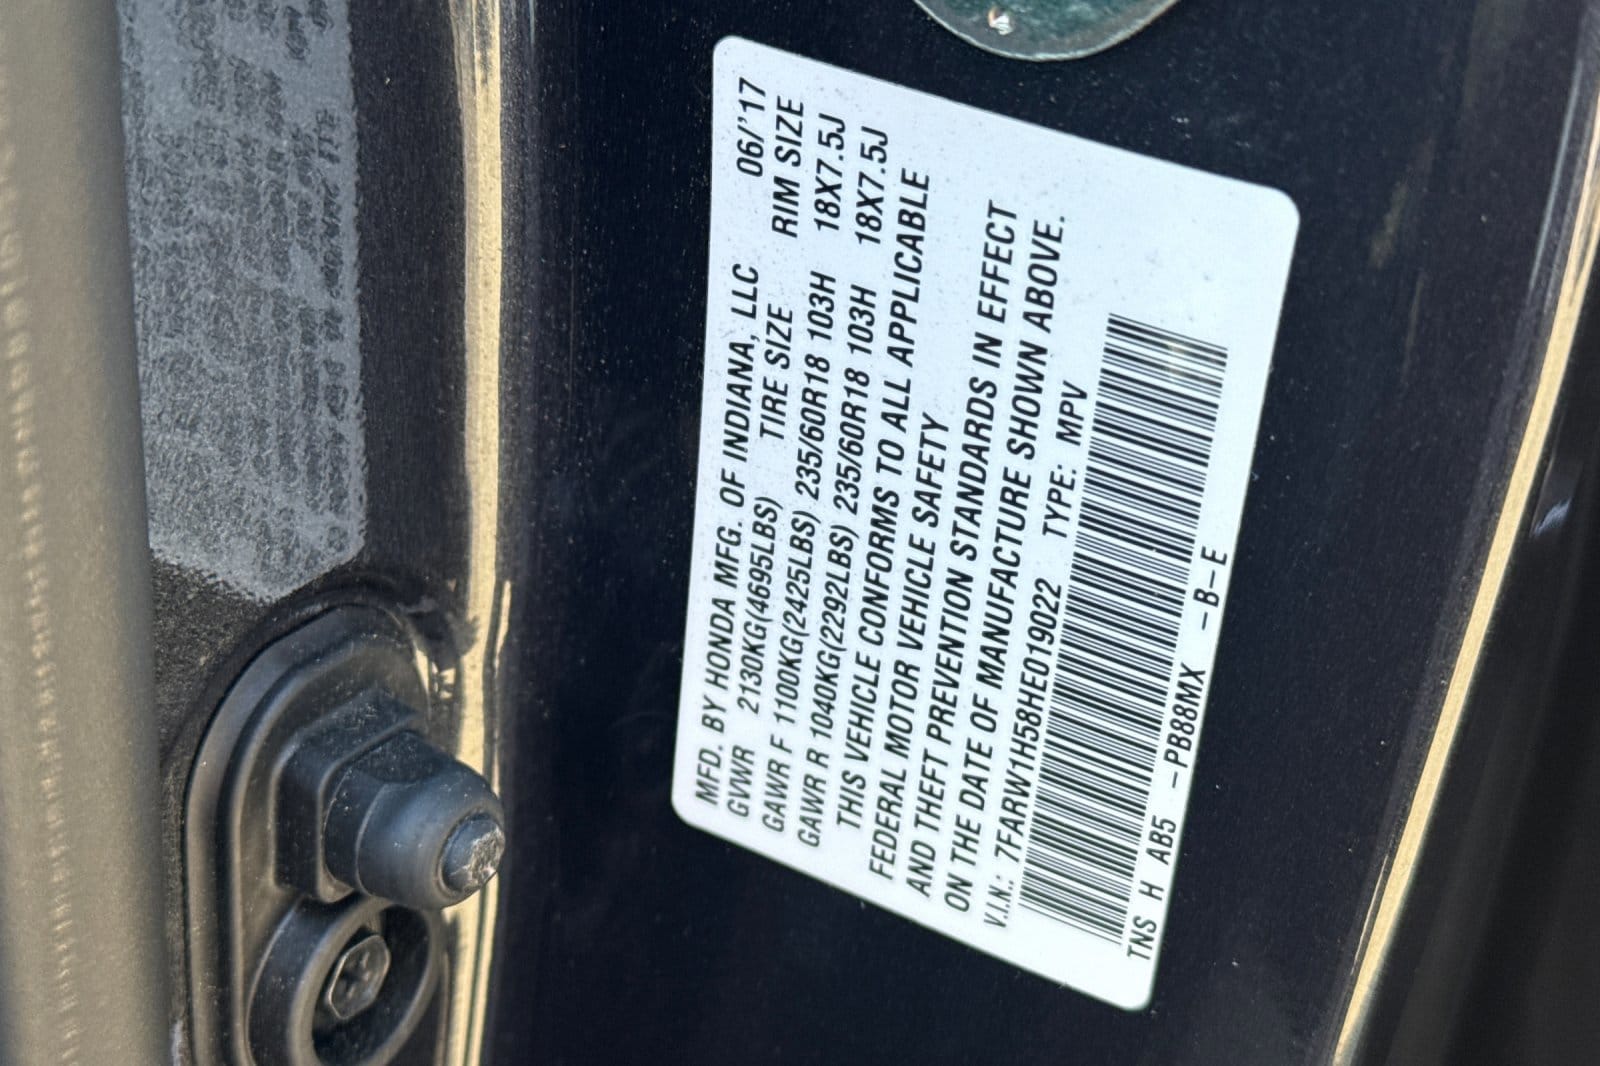 MFD. BY HONDA MFG. OF INDIANA, LLC 06/'17
GVWR 2130KG(4695LBS) TIRE SIZE RIM SIZE
GAWR F 1100KG(2425LBS) 235/60R18 103H 18X7.5J
GAWR R 1040KG(2292LBS) 235/60R18 103H 18X7.5J
THIS VEHICLE CONFORMS TO ALL APPLICABLE
FEDERAL MOTOR VEHICLE SAFETY
AND THEFT PREVENTION STANDARDS IN EFFECT
ON THE DATE OF MANUFACTURE SHOWN ABOVE.
V.I.N.: 7FARW1H58HE019022 TYPE: MPV
TNS H AB5 -PB88MX -B-E